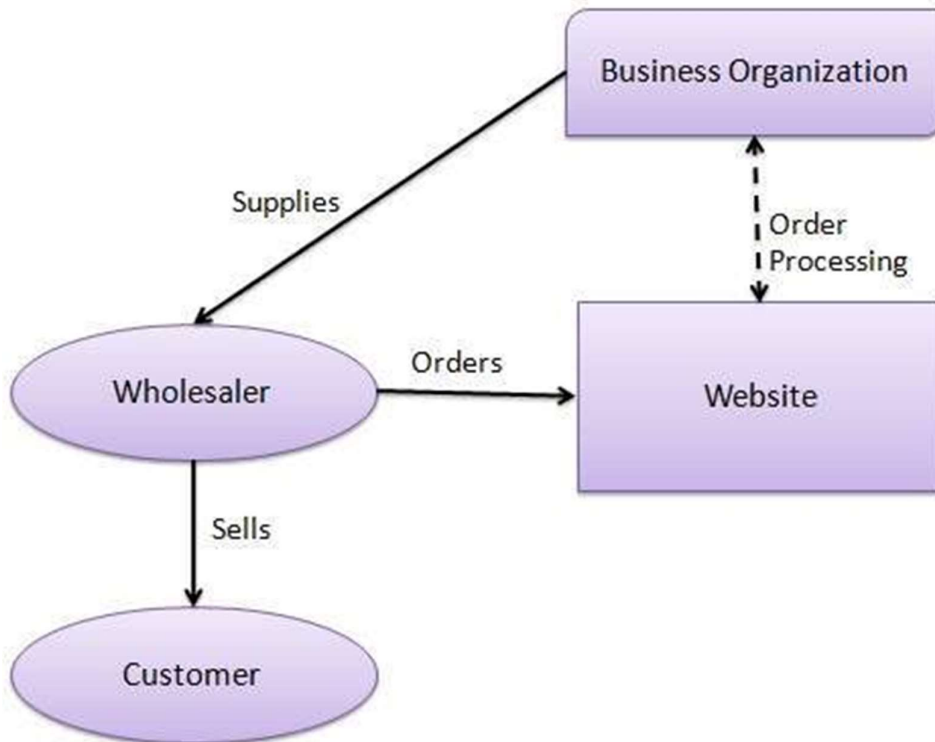 Business Organization
Supplies
Order
Processing
Wholesaler
Orders
Website
Sells
Customer